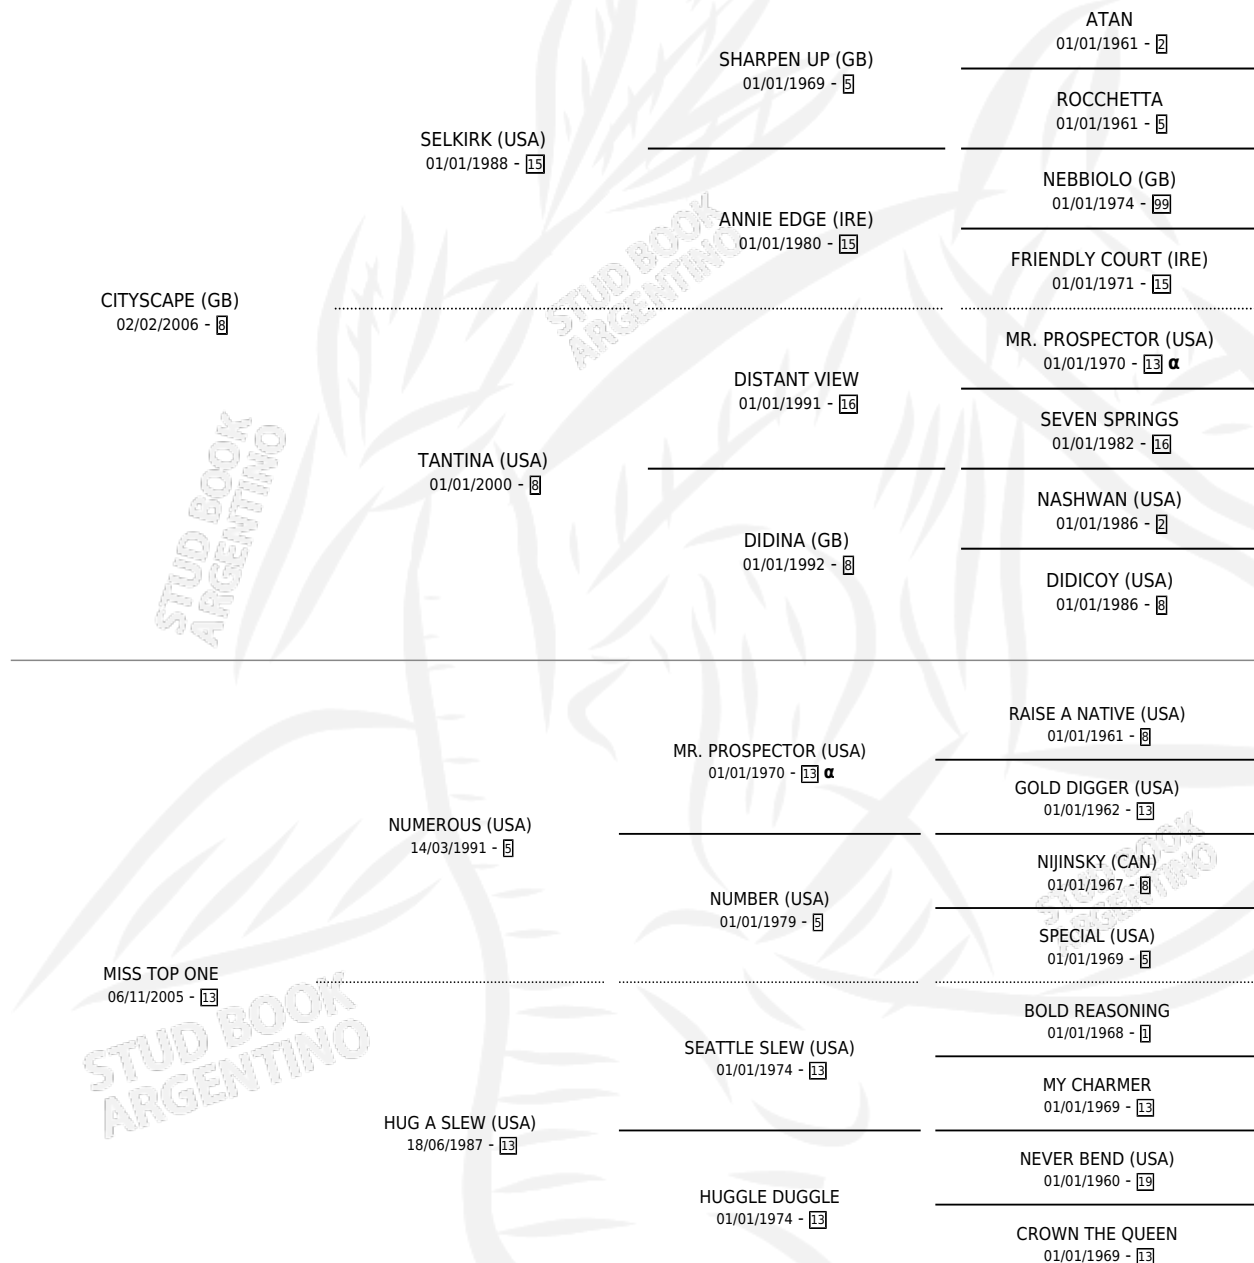 ATAN
01/01/1961 - 2
SHARPEN UP (GB)
01/01/1969 - 5
ROCCHETTA
01/01/1961 - 5
SELKIRK (USA)
01/01/1988 - 15
NEBBIOLO (GB)
01/01/1974 - 99
ANNIE EDGE (IRE)
01/01/1980 - 15
FRIENDLY COURT (IRE)
01/01/1971 - 15
CITYSCAPE (GB)
02/02/2006 - 8
MR. PROSPECTOR (USA)
01/01/1970 - 13 α
DISTANT VIEW
01/01/1991 - 16
SEVEN SPRINGS
01/01/1982 - 16
TANTINA (USA)
01/01/2000 - 8
NASHWAN (USA)
01/01/1986 - 2
DIDINA (GB)
01/01/1992 - 8
DIDICOY (USA)
01/01/1986 - 8
RAISE A NATIVE (USA)
01/01/1961 - 8
MR. PROSPECTOR (USA)
01/01/1970 - 13 α
GOLD DIGGER (USA)
01/01/1962 - 13
NUMEROUS (USA)
14/03/1991 - 5
NIJINSKY (CAN)
01/01/1967 - 8
NUMBER (USA)
01/01/1979 - 5
SPECIAL (USA)
01/01/1969 - 5
MISS TOP ONE
06/11/2005 - 13
BOLD REASONING
01/01/1968 - 1
SEATTLE SLEW (USA)
01/01/1974 - 13
MY CHARMER
01/01/1969 - 13
HUG A SLEW (USA)
18/06/1987 - 13
NEVER BEND (USA)
01/01/1960 - 19
HUGGLE DUGGLE
01/01/1974 - 13
CROWN THE QUEEN
01/01/1969 - 13
STUD BOOK
ARGENTINO
STUD BOOK
ARGENTINO
STUD BOOK
ARGENTINO
STUD BOOK
ARGENTINO